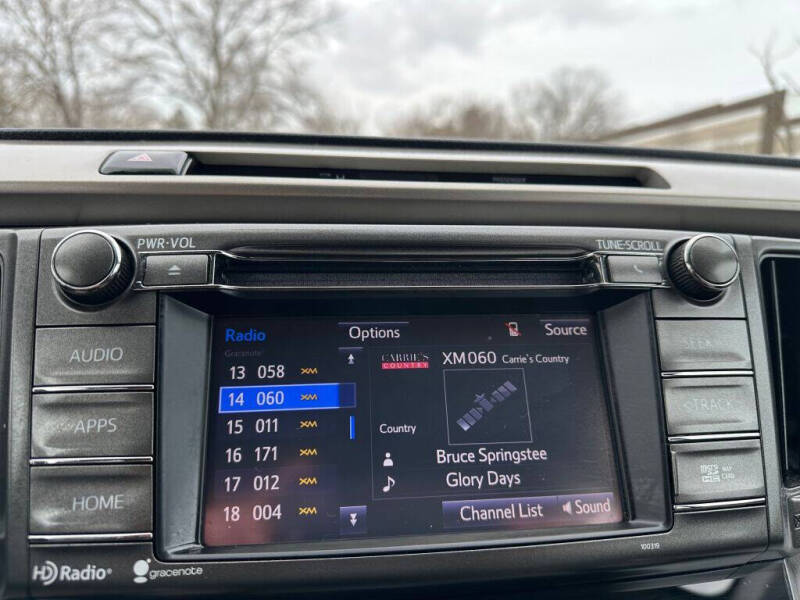 PWR·VOL
TUNE·SCROLL
AUDIO
APPS
HOME
Radio
Gracenote
Options
Source
13 058 XM
14 060 XM
15 011 XM
16 171 XM
17 012 XM
18 004 XM
CARRIE'S
COUNTRY
XM060 Carrie's Country
Country
Bruce Springstee
Glory Days
Channel List
Sound
SEEK
<TRACK
100319
HD Radio®
gracenote